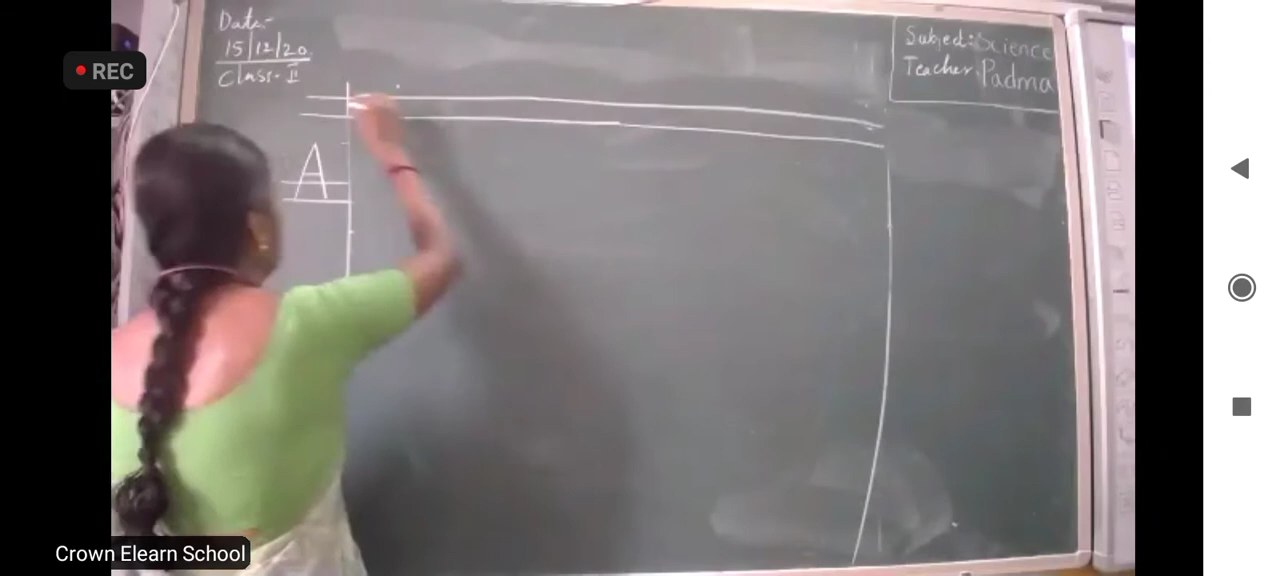 Date:-
15/12/20
Class- II
REC
Subject: Science
Teacher: Padma
A
Crown Elearn School